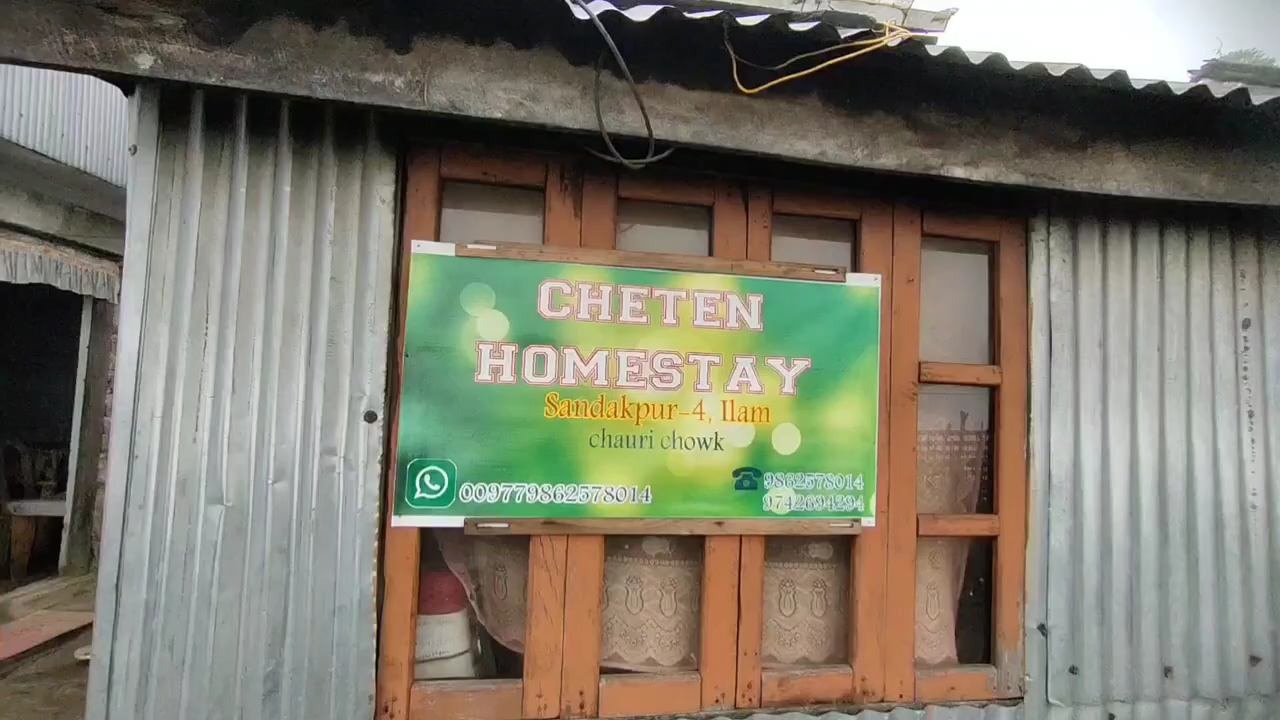 CHETEN
HOMESTAY
Sandakpur-4, Ilam
chauri chowk
009779862578014
9862578014
9742694294